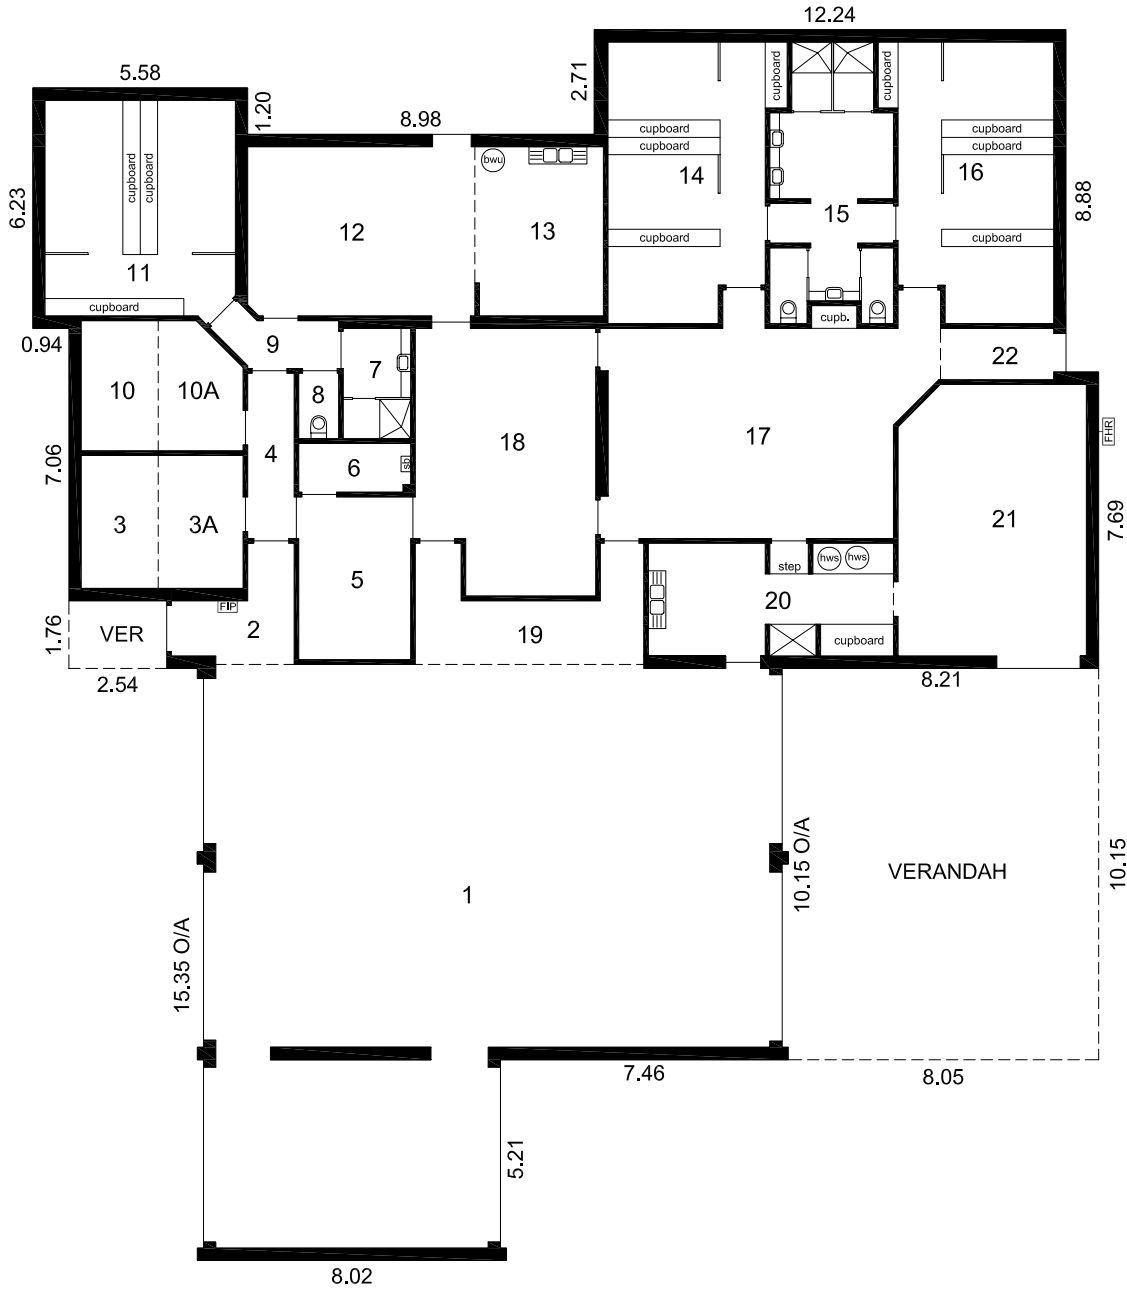 12.24
5.58
2.71
1.20
8.98
cupboard
cupboard
cupboard
cupboard
cupboard
cupboard
cupboard
cupboard
cupboard
bwu
14
16
6.23
8.88
12
13
15
11
cupboard
cupboard
cupboard
cupb.
0.94
9
22
7
10
10A
8
18
17
FHR
4
7.06
6
sb
3
3A
21
7.69
5
step
hws
hws
20
FIP
VER
2
19
cupboard
1.76
2.54
8.21
1
10.15 O/A
VERANDAH
10.15
15.35 O/A
7.46
8.05
5.21
8.02